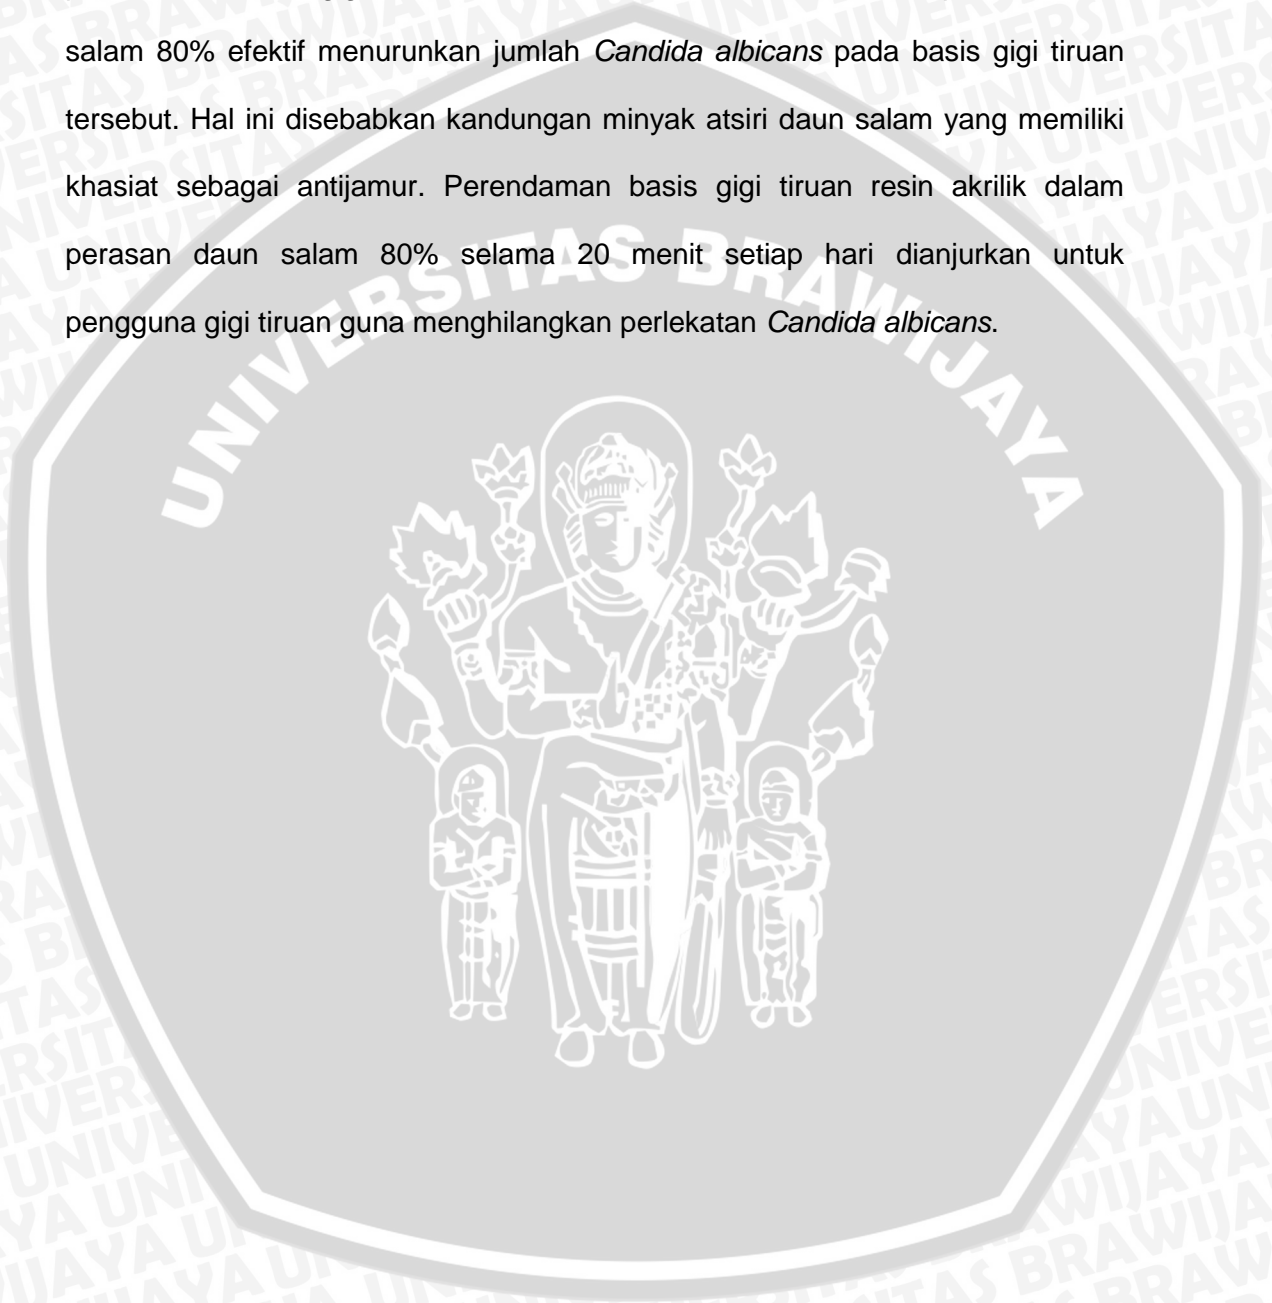 salam 80% efektif menurunkan jumlah Candida albicans pada basis gigi tiruan
tersebut. Hal ini disebabkan kandungan minyak atsiri daun salam yang memiliki
khasiat sebagai antijamur. Perendaman basis gigi tiruan resin akrilik dalam
perasan daun salam 80% selama 20 menit setiap hari dianjurkan untuk
pengguna gigi tiruan guna menghilangkan perlekatan Candida albicans.
UNIVERSITAS BRAWIJAYA